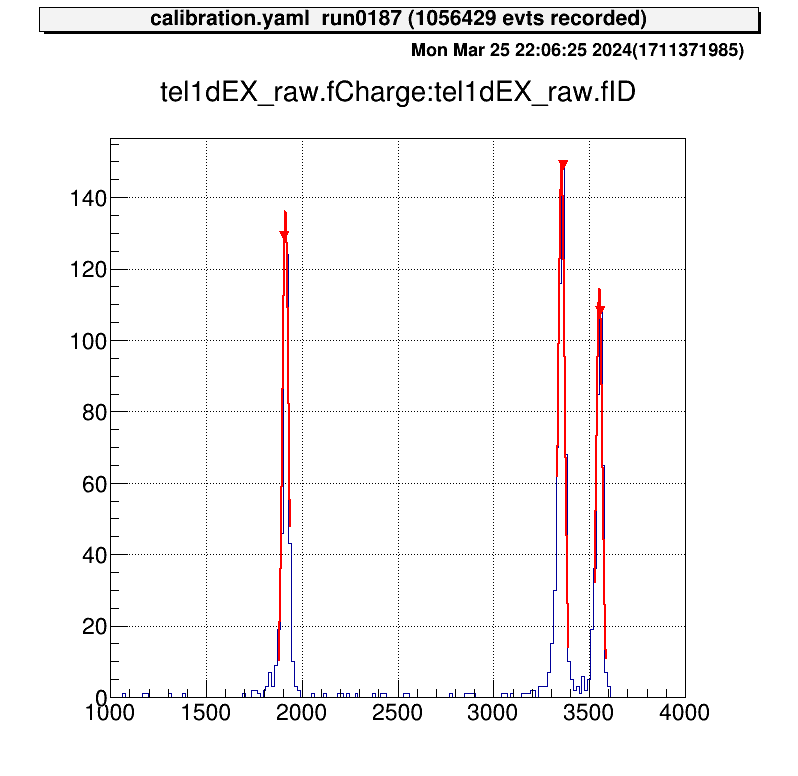 calibration.yaml run0187 (1056429 evts recorded)
Mon Mar 25 22:06:25 2024(1711371985)
tel1dEX_raw.fCharge:tel1dEX_raw.fID
140
120
100
80
60
40
20
0
1000 1500 2000 2500 3000 3500 4000